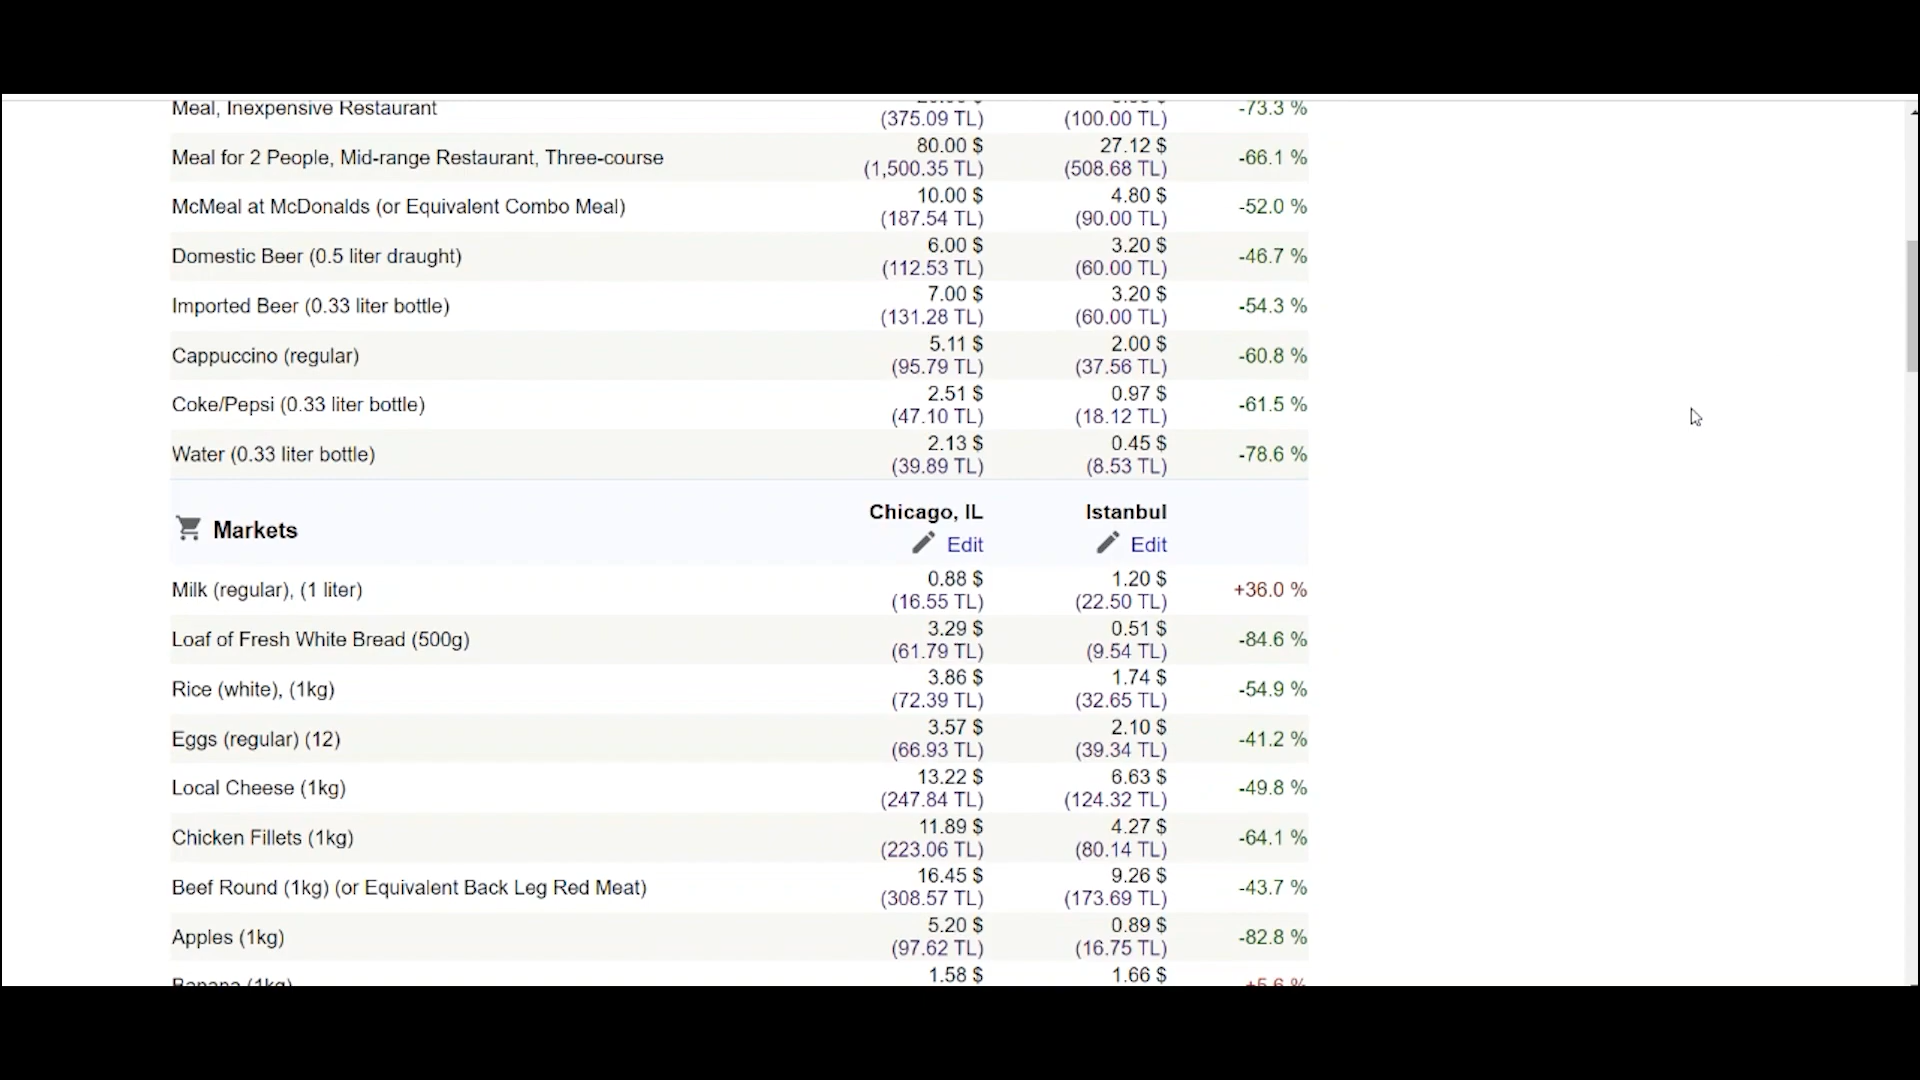 Meal, Inexpensive Restaurant -73.3 %
(375.09 TL) (100.00 TL)
80.00 $ 27.12 $
Meal for 2 People, Mid-range Restaurant, Three-course -66.1 %
(1,500.35 TL) (508.68 TL)
10.00 $ 4.80 $
McMeal at McDonalds (or Equivalent Combo Meal) -52.0 %
(187.54 TL) (90.00 TL)
6.00 $ 3.20 $
Domestic Beer (0.5 liter draught) -46.7 %
(112.53 TL) (60.00 TL)
7.00 $ 3.20 $
Imported Beer (0.33 liter bottle) -54.3 %
(131.28 TL) (60.00 TL)
5.11 $ 2.00 $
Cappuccino (regular) -60.8 %
(95.79 TL) (37.56 TL)
2.51 $ 0.97 $
Coke/Pepsi (0.33 liter bottle) -61.5 %
(47.10 TL) (18.12 TL)
2.13 $ 0.45 $
Water (0.33 liter bottle) -78.6 %
(39.89 TL) (8.53 TL)
Chicago, IL Istanbul
Markets
Edit Edit
0.88 $ 1.20 $
Milk (regular), (1 liter) +36.0 %
(16.55 TL) (22.50 TL)
3.29 $ 0.51 $
Loaf of Fresh White Bread (500g) -84.6 %
(61.79 TL) (9.54 TL)
3.86 $ 1.74 $
Rice (white), (1kg) -54.9 %
(72.39 TL) (32.65 TL)
3.57 $ 2.10 $
Eggs (regular) (12) -41.2 %
(66.93 TL) (39.34 TL)
13.22 $ 6.63 $
Local Cheese (1kg) -49.8 %
(247.84 TL) (124.32 TL)
11.89 $ 4.27 $
Chicken Fillets (1kg) -64.1 %
(223.06 TL) (80.14 TL)
16.45 $ 9.26 $
Beef Round (1kg) (or Equivalent Back Leg Red Meat) -43.7 %
(308.57 TL) (173.69 TL)
5.20 $ 0.89 $
Apples (1kg) -82.8 %
(97.62 TL) (16.75 TL)
1.58 $ 1.66 $
Banana (1kg) +5.6 %